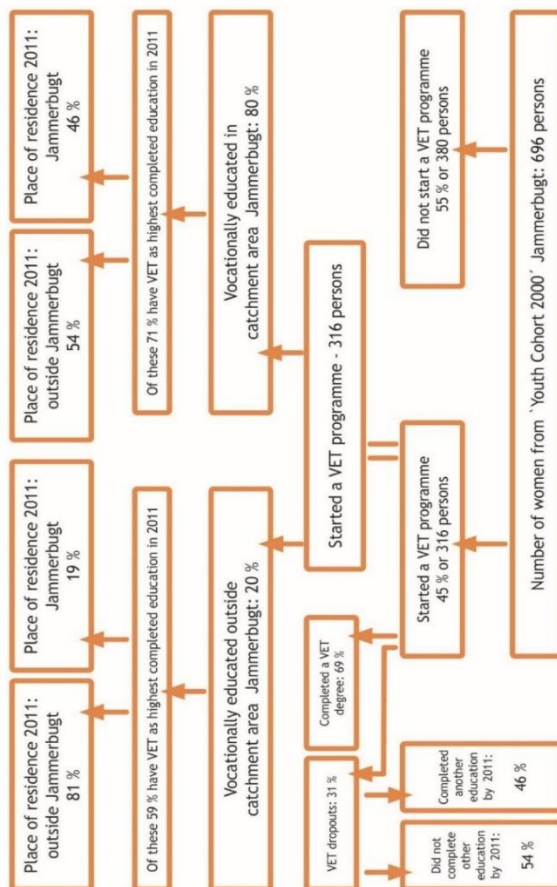 Number of women from `Youth Cohort 2000´ Jammerbugt: 696 persons
Started a VET programme
45 % or 316 persons
Did not start a VET programme
55 % or 380 persons
VET dropouts: 31 %
Completed a VET
degree: 69 %
Did not
complete
other
education
by 2011:
54 %
Completed
another
education
by 2011:
46 %
Started a VET programme - 316 persons
Vocationally educated outside
catchment area Jammerbugt: 20 %
Vocationally educated in
catchment area Jammerbugt: 80 %
Of these 59 % have VET as highest completed education in 2011
Of these 71 % have VET as highest completed education in 2011
Place of residence 2011:
outside Jammerbugt
81 %
Place of residence 2011:
Jammerbugt
19 %
Place of residence 2011:
outside Jammerbugt
54 %
Place of residence 2011:
Jammerbugt
46 %